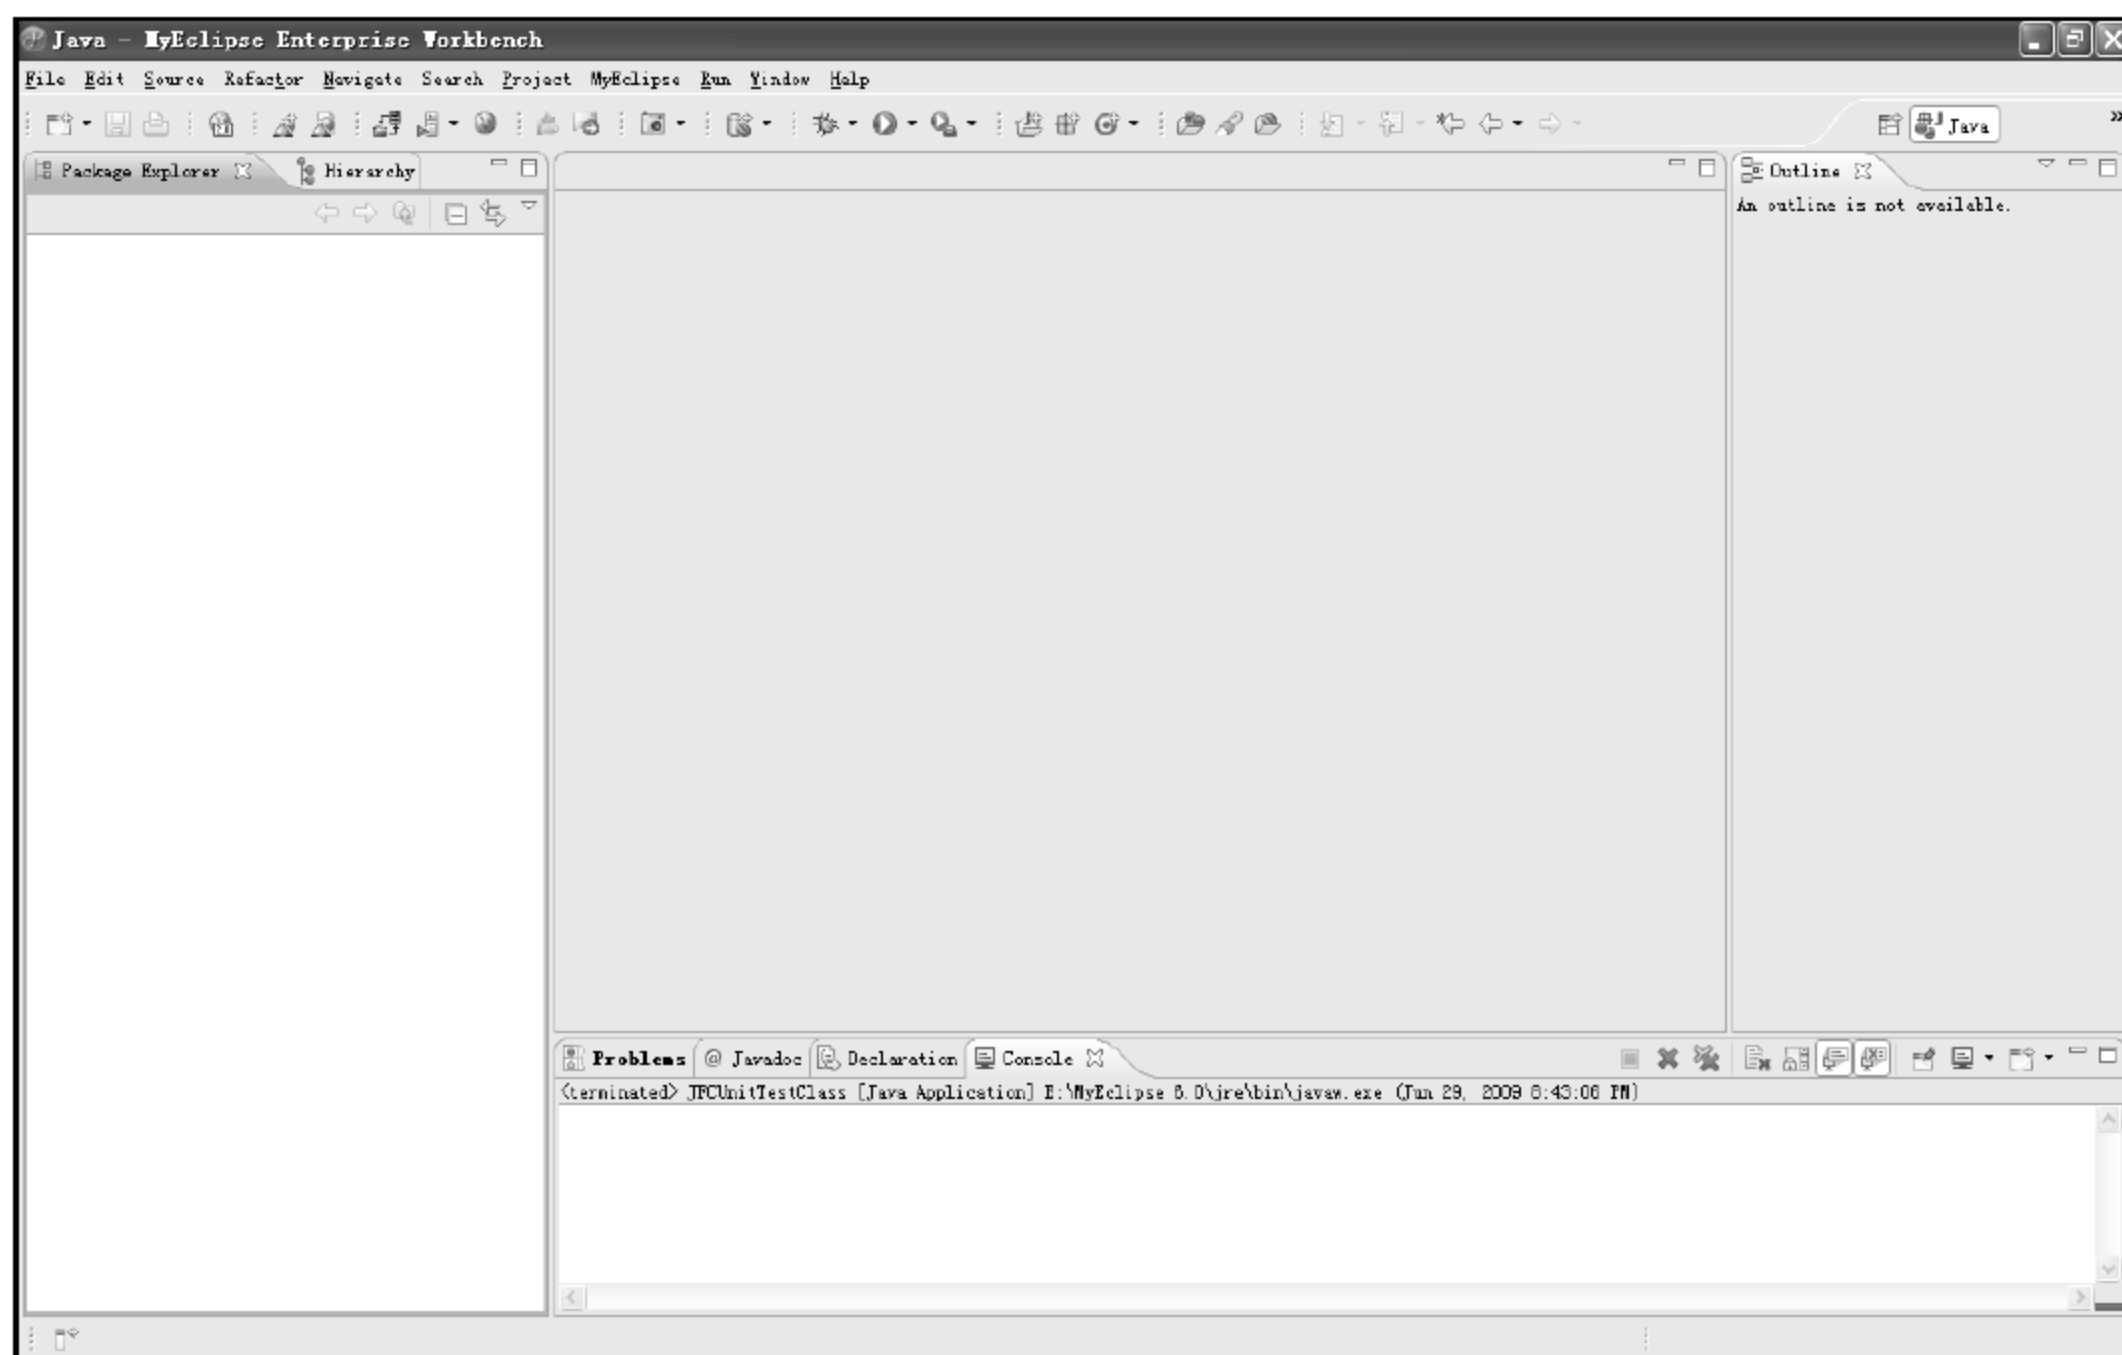 Java - MyEclipse Enterprise Workbench
File Edit Source Refactor Navigate Search Project MyEclipse Run Window Help
Java
Package Explorer Hierarchy
Outline
An outline is not available.
Problems @ Javadoc Declaration Console
<terminated> JFCUnitTestClass [Java Application] E:\MyEclipse 6.0\jre\bin\javaw.exe (Jun 29, 2009 8:43:06 PM)